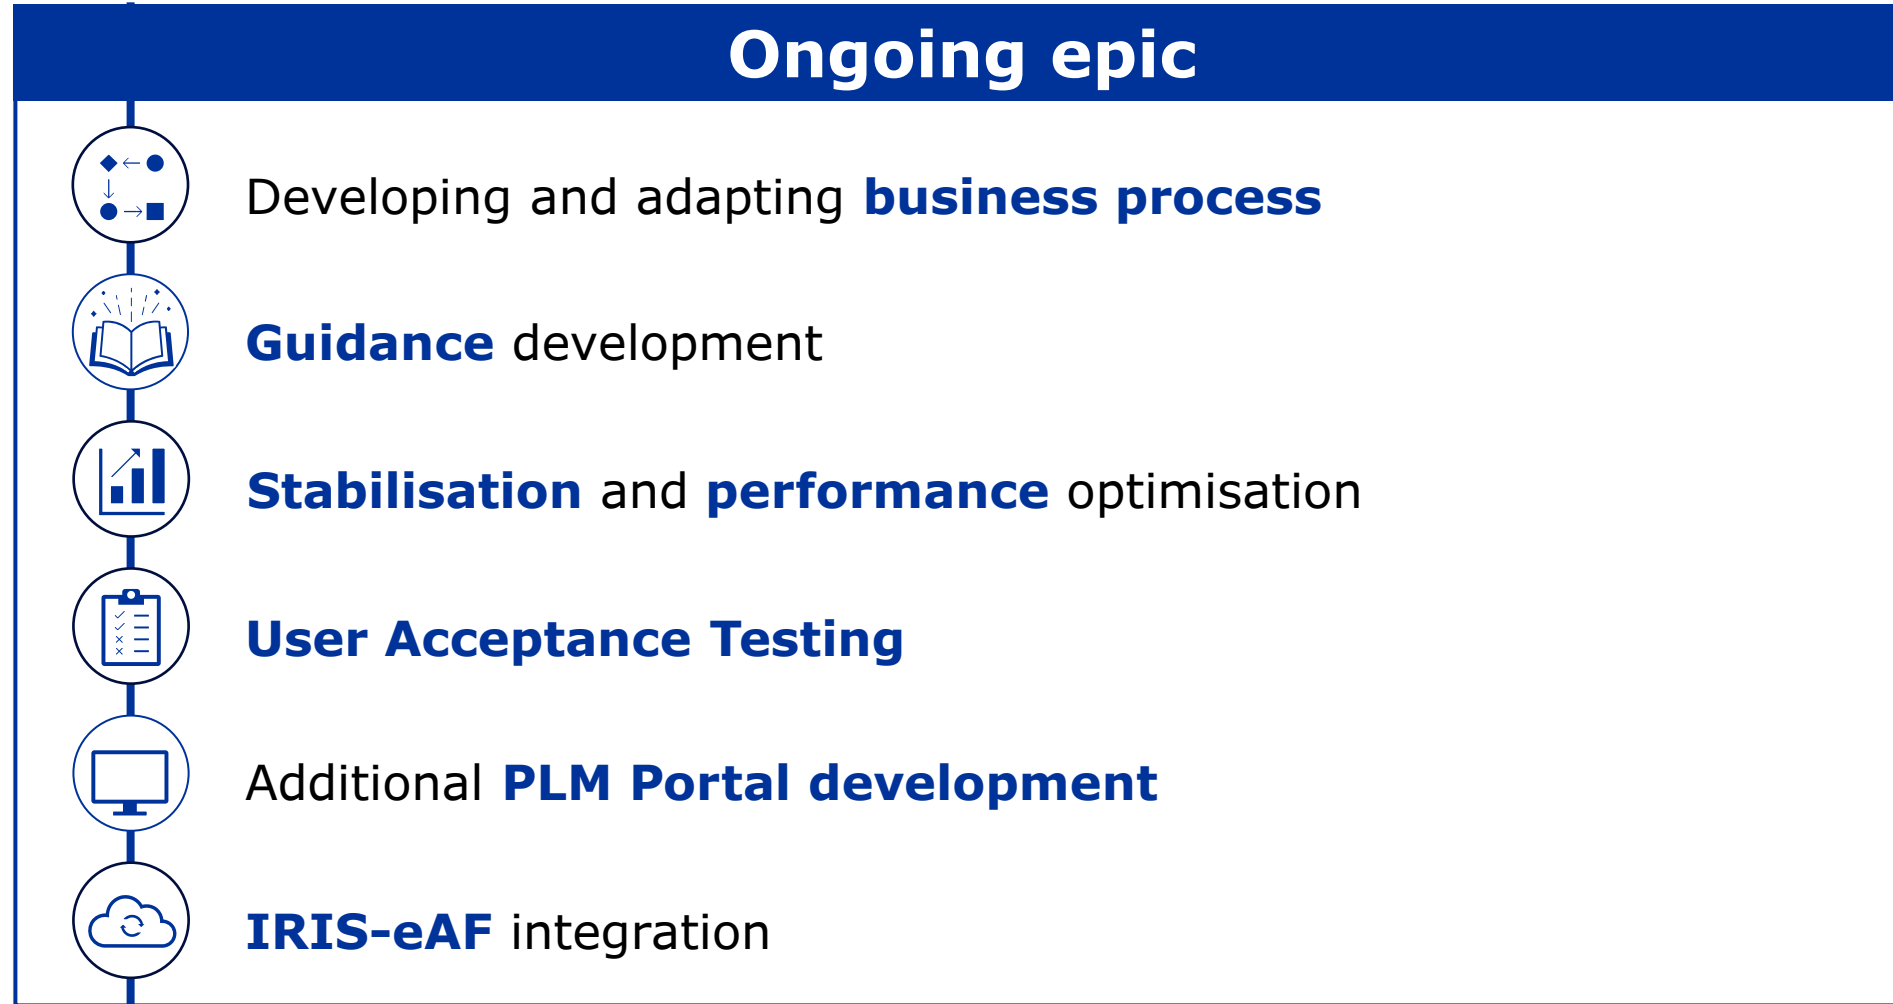 Ongoing epic
Developing and adapting business process
Guidance development
Stabilisation and performance optimisation
User Acceptance Testing
Additional PLM Portal development
IRIS-eAF integration